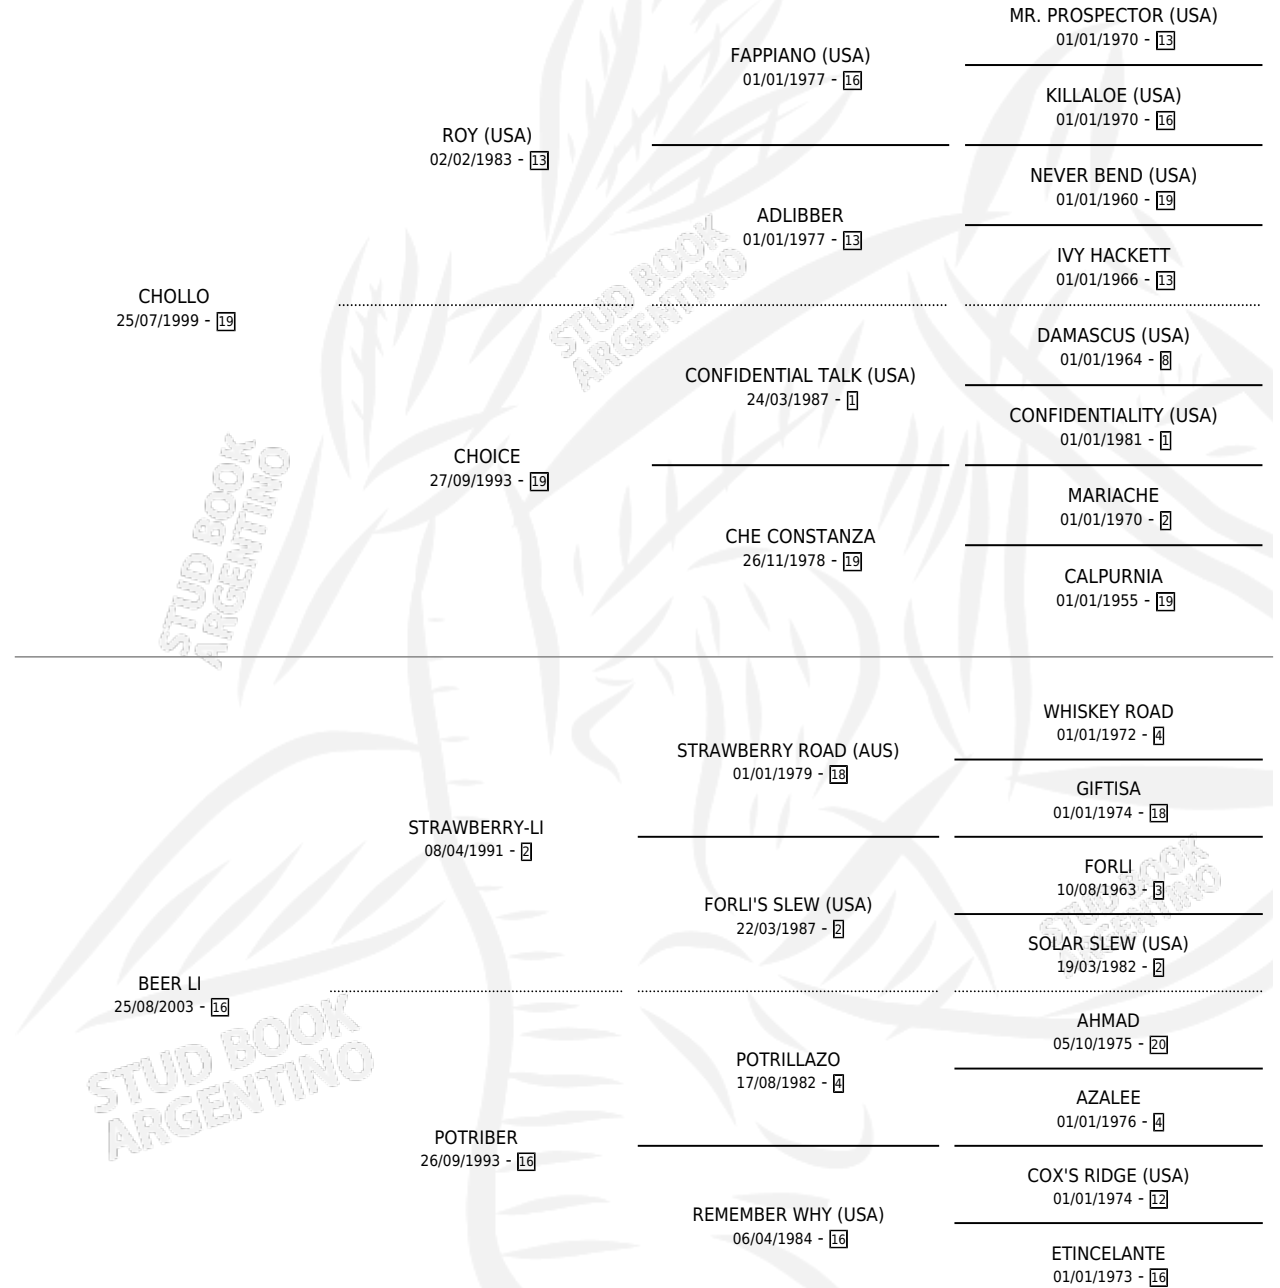 MR. PROSPECTOR (USA)
01/01/1970 - 13
FAPPIANO (USA)
01/01/1977 - 16
KILLALOE (USA)
01/01/1970 - 16
ROY (USA)
02/02/1983 - 13
NEVER BEND (USA)
01/01/1960 - 19
ADLIBBER
01/01/1977 - 13
IVY HACKETT
01/01/1966 - 13
CHOLLO
25/07/1999 - 19
STUD BOOK
ARGENTINO
DAMASCUS (USA)
01/01/1964 - 8
CONFIDENTIAL TALK (USA)
24/03/1987 - 1
CONFIDENTIALITY (USA)
01/01/1981 - 1
CHOICE
27/09/1993 - 19
MARIACHE
01/01/1970 - 2
CHE CONSTANZA
26/11/1978 - 19
CALPURNIA
01/01/1955 - 19
STUD BOOK
ARGENTINO
WHISKEY ROAD
01/01/1972 - 4
STRAWBERRY ROAD (AUS)
01/01/1979 - 18
GIFTISA
01/01/1974 - 18
STRAWBERRY-LI
08/04/1991 - 2
FORLI
10/08/1963 - 3
FORLI'S SLEW (USA)
22/03/1987 - 2
STUD BOOK
ARGENTINO
SOLAR SLEW (USA)
19/03/1982 - 2
BEER LI
25/08/2003 - 16
AHMAD
05/10/1975 - 20
POTRILLAZO
17/08/1982 - 4
STUD BOOK
ARGENTINO
AZALEE
01/01/1976 - 4
POTRIBER
26/09/1993 - 16
COX'S RIDGE (USA)
01/01/1974 - 12
REMEMBER WHY (USA)
06/04/1984 - 16
ETINCELANTE
01/01/1973 - 16